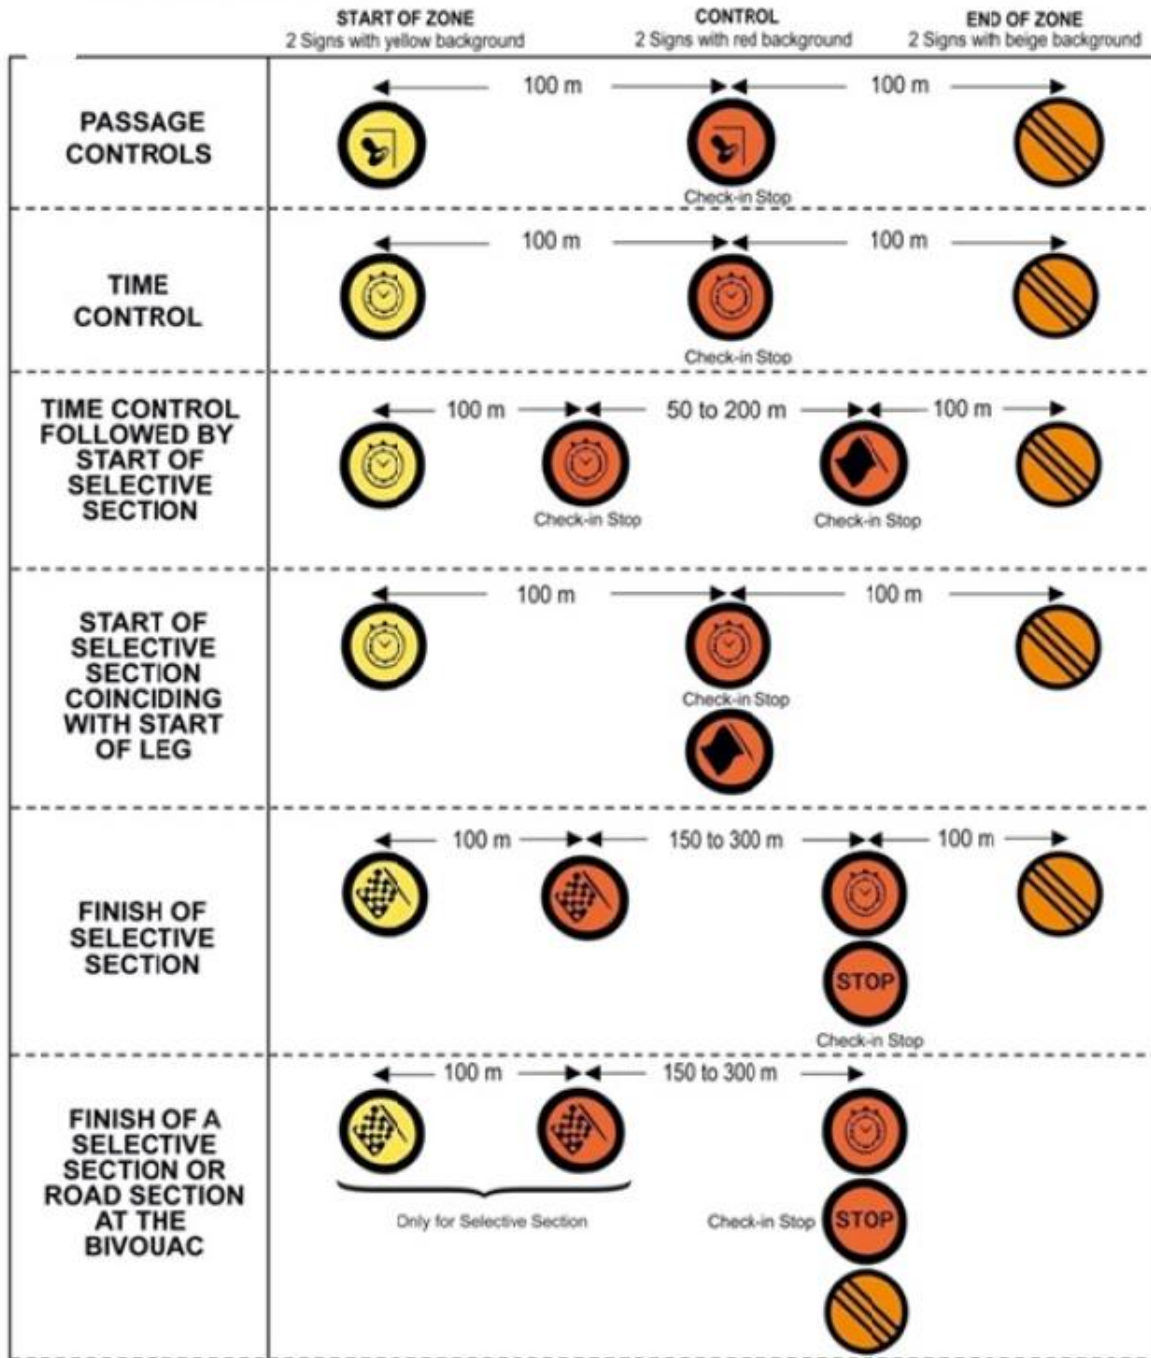 START OF ZONE
2 Signs with yellow background
CONTROL
2 Signs with red background
END OF ZONE
2 Signs with beige background
PASSAGE
CONTROLS
100 m
100 m
Check-in Stop
TIME
CONTROL
100 m
100 m
Check-in Stop
TIME CONTROL
FOLLOWED BY
START OF
SELECTIVE
SECTION
100 m
50 to 200 m
100 m
Check-in Stop
Check-in Stop
START OF
SELECTIVE
SECTION
COINCIDING
WITH START
OF LEG
100 m
100 m
Check-in Stop
FINISH OF
SELECTIVE
SECTION
100 m
150 to 300 m
100 m
STOP
Check-in Stop
FINISH OF A
SELECTIVE
SECTION OR
ROAD SECTION
AT THE
BIVOUAC
100 m
150 to 300 m
Only for Selective Section
Check-in Stop
STOP